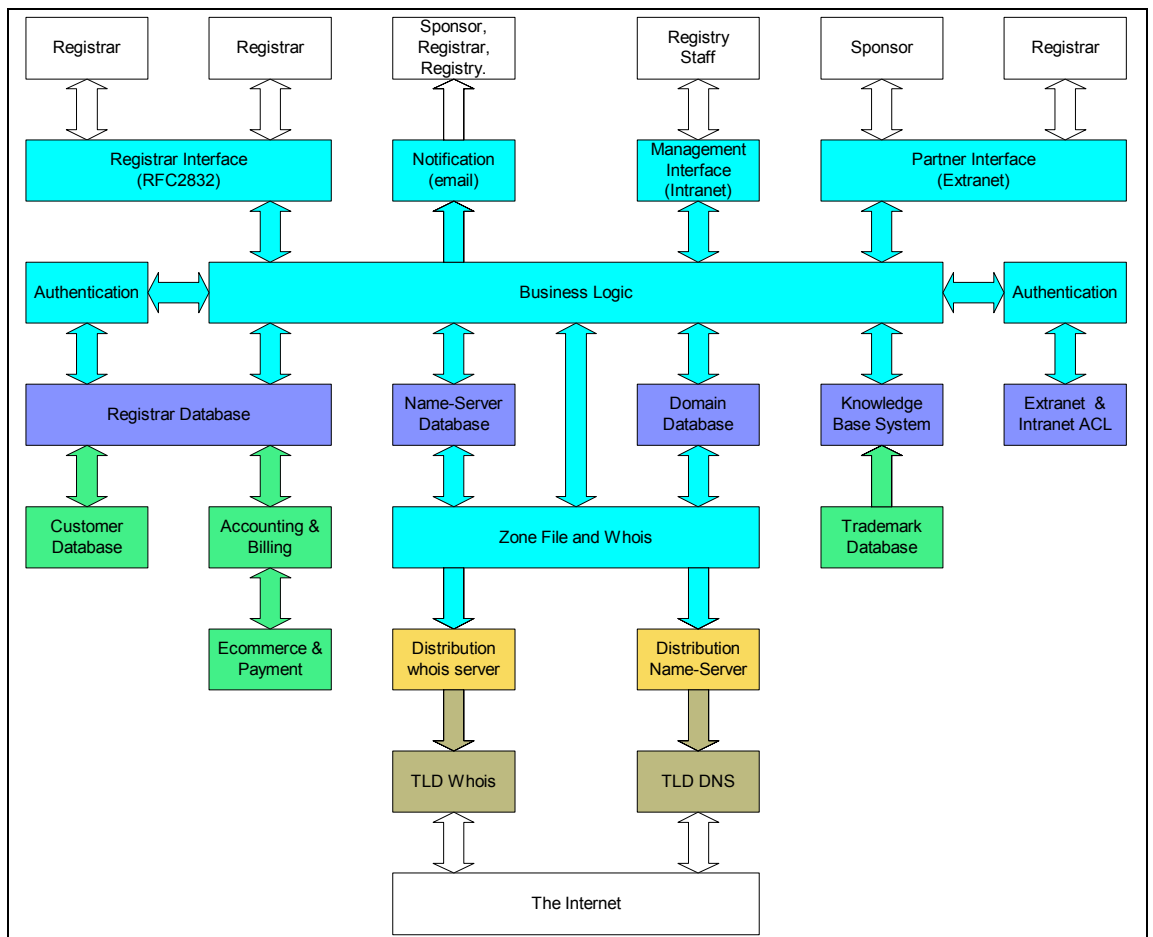 Registrar
Registrar
Sponsor,
Registrar,
Registry.
Registry
Staff
Sponsor
Registrar
Registrar Interface
(RFC2832)
Notification
(email)
Management
Interface
(Intranet)
Partner Interface
(Extranet)
Authentication
Business Logic
Authentication
Registrar Database
Name-Server
Database
Domain
Database
Knowledge
Base System
Extranet &
Intranet ACL
Customer
Database
Accounting &
Billing
Zone File and Whois
Trademark
Database
Ecommerce &
Payment
Distribution
whois server
Distribution
Name-Server
TLD Whois
TLD DNS
The Internet